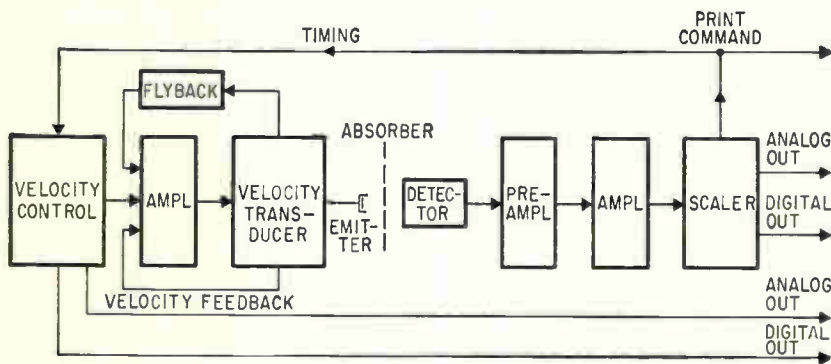 TIMING
PRINT
COMMAND
FLYBACK
ABSORBER
VELOCITY
CONTROL
AMPL
VELOCITY
TRANS-
DUCER
EMIT-
TER
DETEC-
TOR
PRE-
AMPL
AMPL
SCALER
ANALOG
OUT
DIGITAL
OUT
VELOCITY FEEDBACK
ANALOG
OUT
DIGITAL
OUT